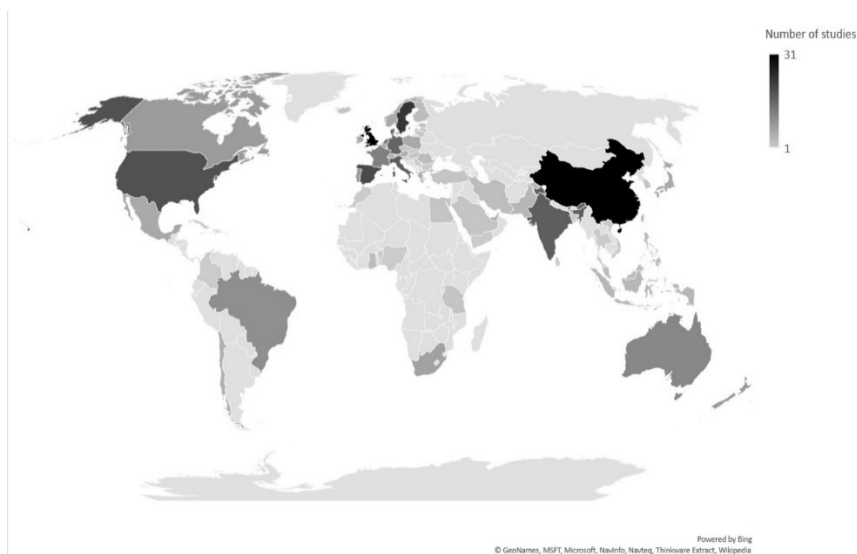 Number of studies
31
1
Powered by Bing
© GeoNames, MSFT, Microsoft, NavInfo, Navteq, Thinkware Extract, Wikipedia